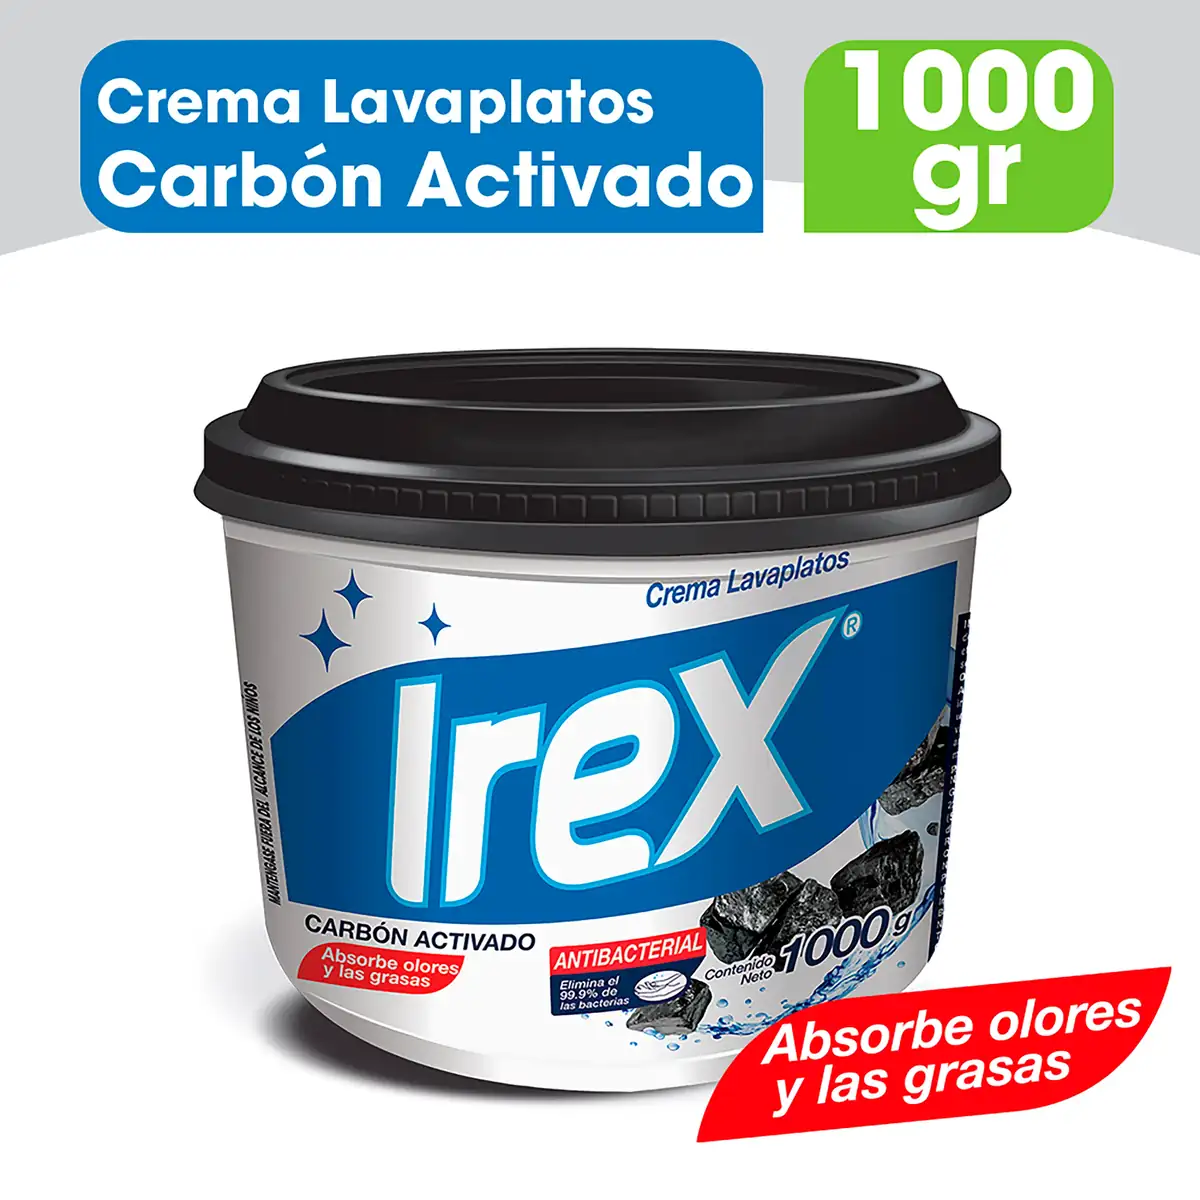 Crema Lavaplatos
Carbón Activado
1000
gr
Crema Lavaplatos
Irex®
MANTENGASE FUERA DEL ALCANCE DE LOS NIÑOS
CARBÓN ACTIVADO
Absorbe olores
y las grasas
ANTIBACTERIAL
Elimina el
99.9% de
las bacterias
Contenido
Neto
1000 g
Absorbe olores
y las grasas